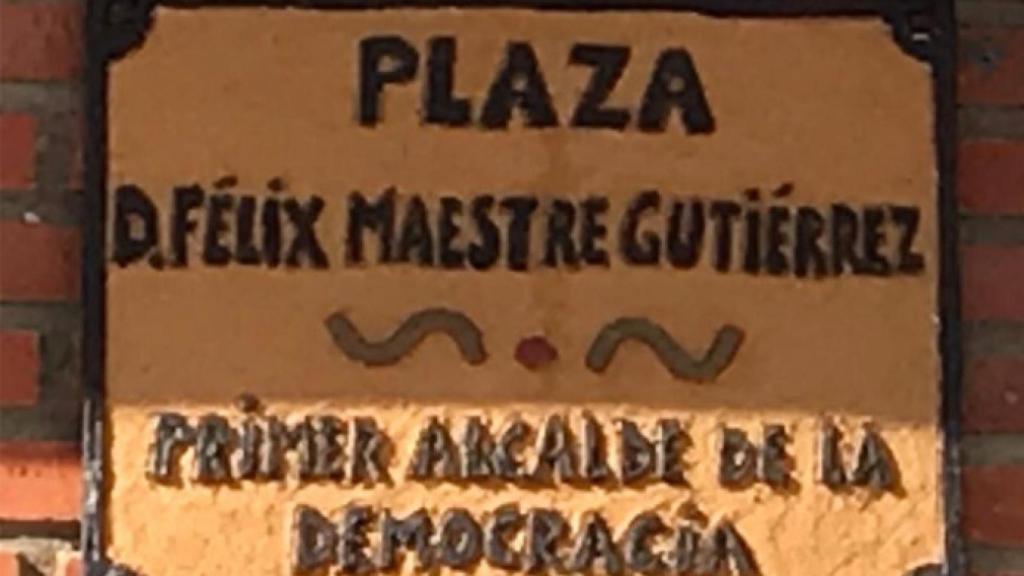 PLAZA
D. FÉLIX MAESTRE GUTIÉRREZ
PRIMER ALCALDE DE LA
DEMOCRACIA